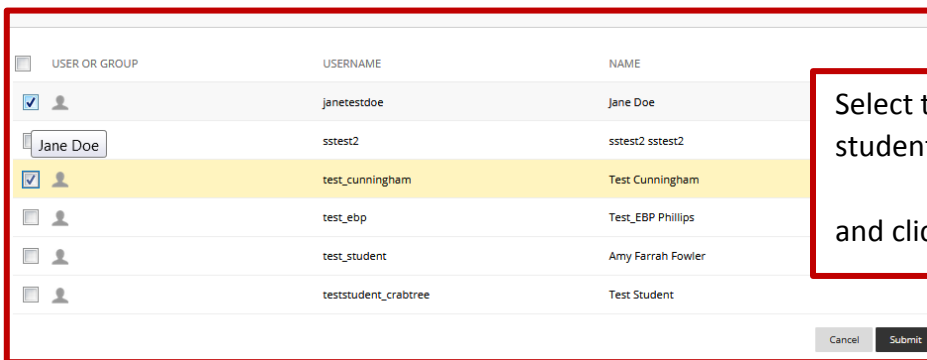 USER OR GROUP USERNAME NAME
janetestdoe Jane Doe
Jane Doe sstest2 sstest2 sstest2
test_cunningham Test Cunningham
test_ebp Test_EBP Phillips
test_student Amy Farrah Fowler
teststudent_crabtree Test Student
Select
student
and
Cancel Submit